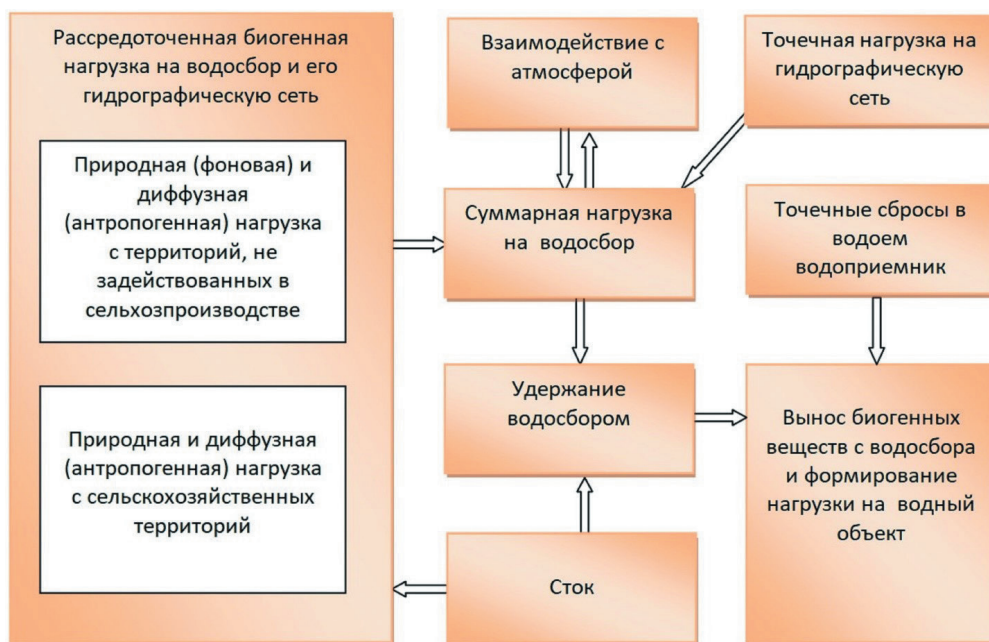 Рассредоточенная биогенная
нагрузка на водосбор и его
гидрографическую сеть
Природная (фоновая) и
диффузная
(антропогенная) нагрузка
с территорий, не
задействованных в
сельхозпроизводстве
Природная и диффузная
(антропогенная) нагрузка
с сельскохозяйственных
территорий
Взаимодействие с
атмосферой
Суммарная нагрузка
на водосбор
Удержание
водосбором
Сток
Точечная нагрузка на
гидрографическую
сеть
Точечные сбросы в
водоем
водоприемник
Вынос биогенных
веществ с водосбора
и формирование
нагрузки на водный
объект